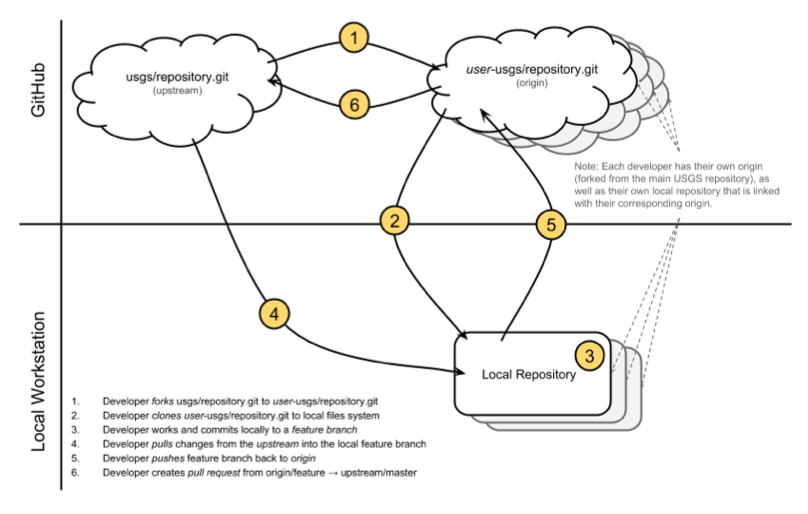 GitHub
usgs/repository.git
(upstream)
1
6
user-usgs/repository.git
(origin)
Note: Each developer has their own origin
(forked from the main USGS repository), as
well as their own local repository that is linked
with their corresponding origin.
2
5
4
Local Workstation
Local Repository
3
1. Developer forks usgs/repository.git to user-usgs/repository.git
2. Developer clones user-usgs/repository.git to local files system
3. Developer works and commits locally to a feature branch
4. Developer pulls changes from the upstream into the local feature branch
5. Developer pushes feature branch back to origin
6. Developer creates pull request from origin/feature → upstream/master